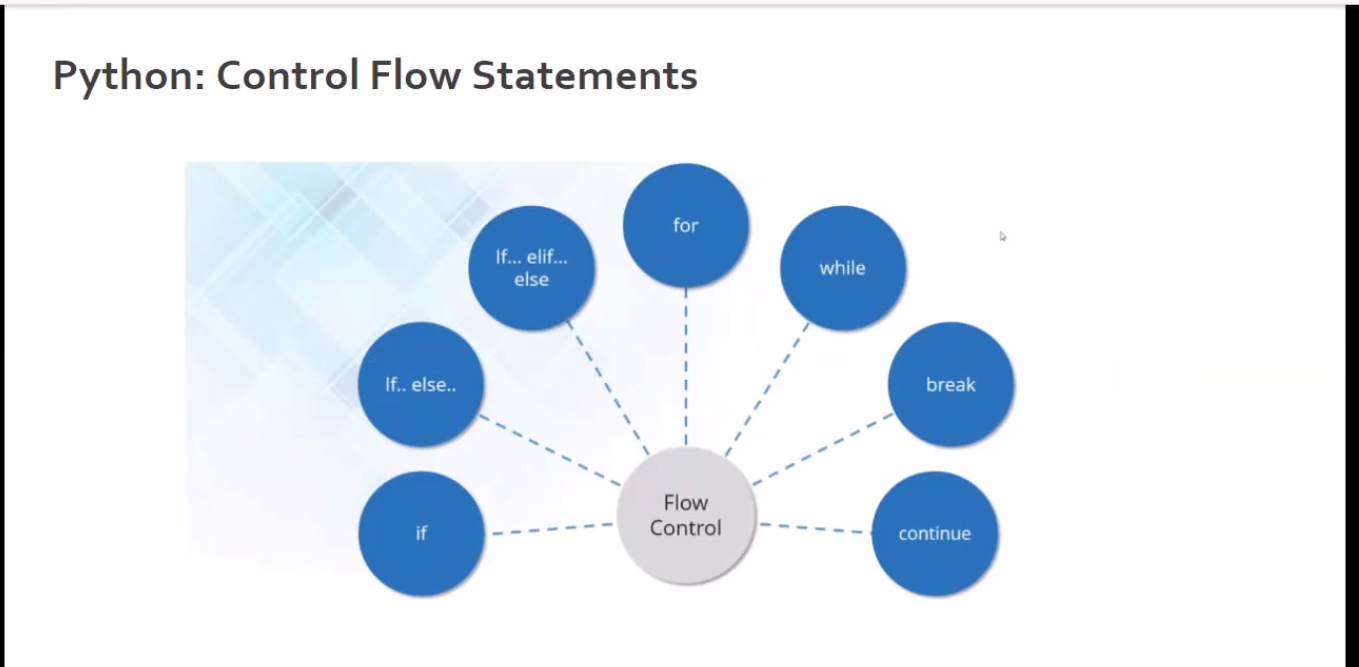 Python: Control Flow Statements
for
If... elif...
else
while
If.. else..
break
Flow
Control
if
continue